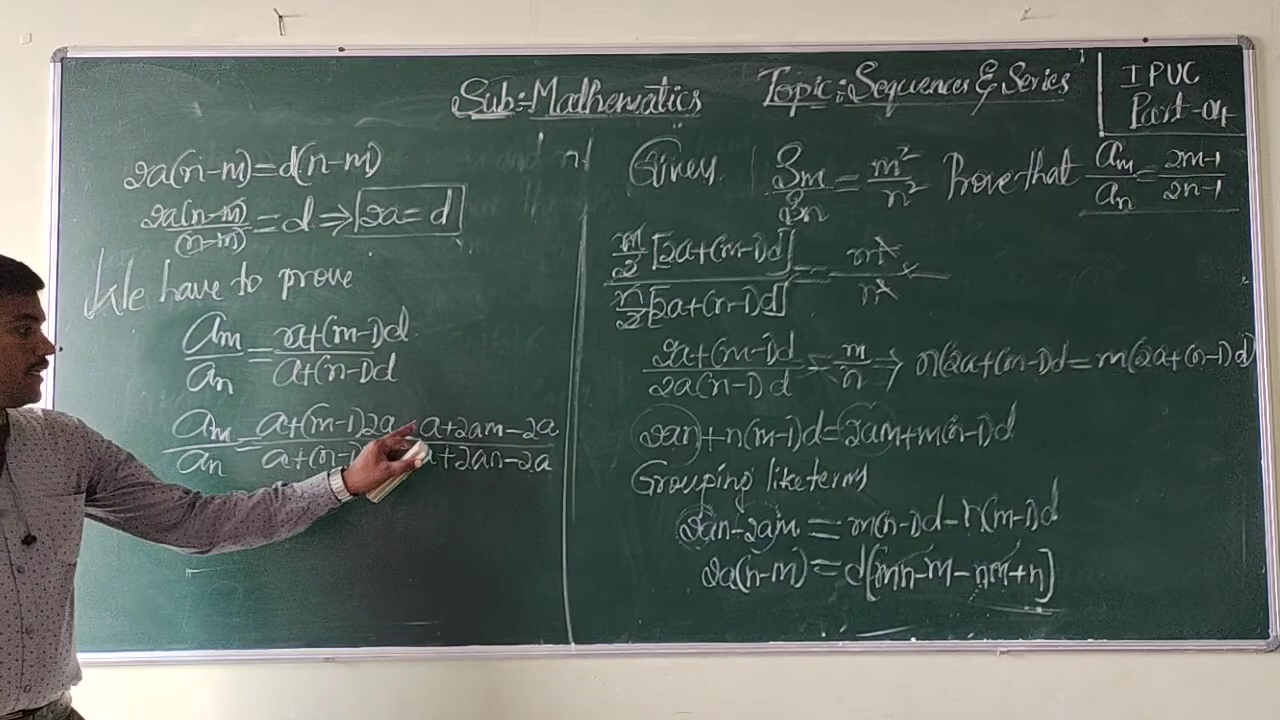 Sub:- Mathematics Topic: Sequences & Series I PUC
Part-04
Given Sm/Sn = m²/n² Prove that am/an = 2m-1/2n-1
m/2 [2a+(m-1)d] / n/2 [2a+(n-1)d] = m²/n²
2a+(m-1)d / 2a(n-1)d = m/n ⇒ n(2a+(m-1)d = m(2a+(n-1)d)
2an+n(m-1)d = 2am+m(n-1)d
Grouping like terms
2an-2am = m(n-1)d-n(m-1)d
2a(n-m) = d[mn-m-nm+n]
2a(n-m) = d(n-m)
2a(n-m)/(n-m) = d ⇒ 2a = d
We have to prove
am/an = a+(m-1)d / a+(n-1)d
am/an = a+(m-1)2a / a+(n-1) = a+2am-2a / a+2an-2a